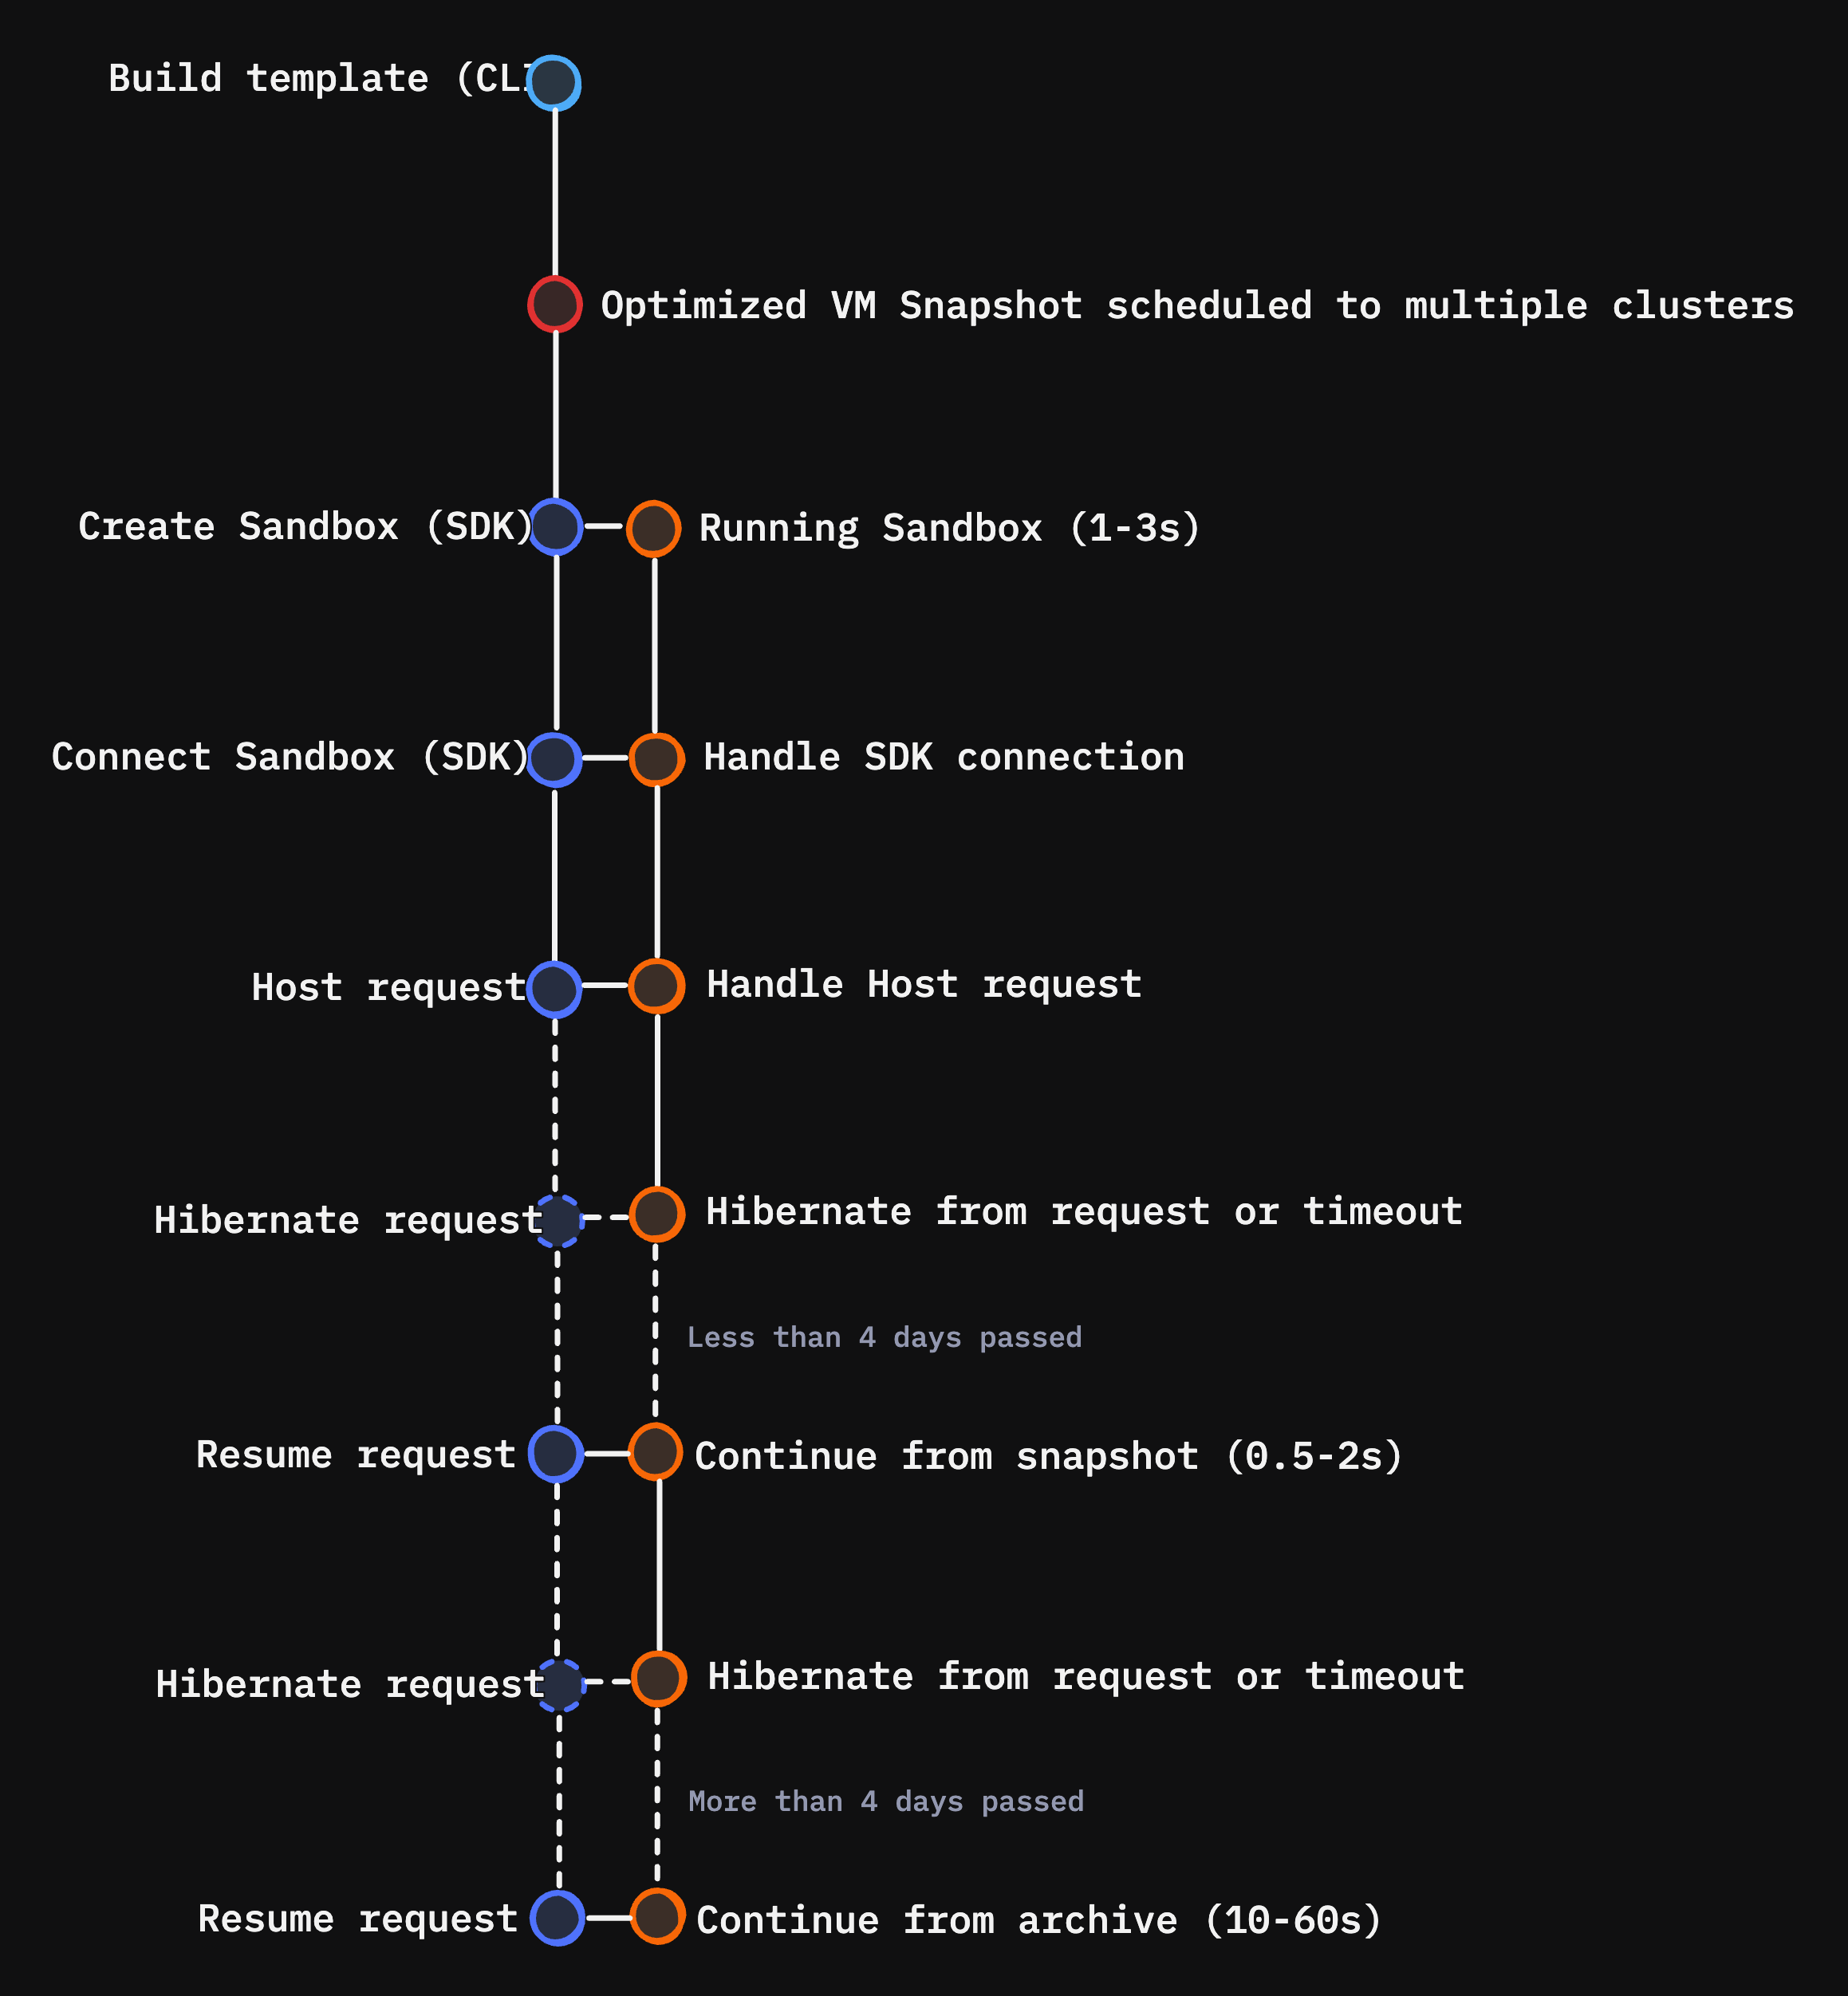 Build template (CLI
Optimized VM Snapshot scheduled to multiple clusters
Create Sandbox (SDK)
Running Sandbox (1-3s)
Connect Sandbox (SDK)
Handle SDK connection
Host request
Handle Host request
Hibernate request
Hibernate from request or timeout
Less than 4 days passed
Resume request
Continue from snapshot (0.5-2s)
Hibernate request
Hibernate from request or timeout
More than 4 days passed
Resume request
Continue from archive (10-60s)